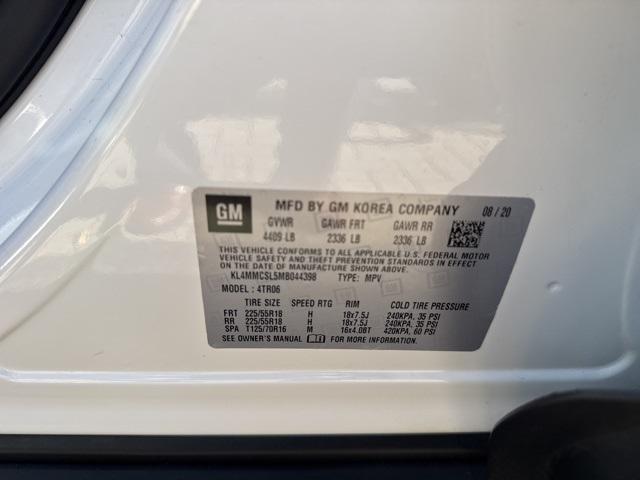 GM
MFD BY GM KOREA COMPANY 08 / 20
GVWR GAWR FRT GAWR RR
4409 LB 2336 LB 2336 LB
THIS VEHICLE CONFORMS TO ALL APPLICABLE U.S. FEDERAL MOTOR
VEHICLE SAFETY, BUMPER, AND THEFT PREVENTION STANDARDS IN EFFECT
ON THE DATE OF MANUFACTURE SHOWN ABOVE.
KL4MMCSL5MB044398 TYPE: MPV
MODEL : 4TR06
TIRE SIZE SPEED RTG RIM COLD TIRE PRESSURE
FRT 225/55R18 H 18x7.5J 240KPA, 35 PSI
RR 225/55R18 H 18x7.5J 240KPA, 35 PSI
SPA T125/70R16 M 16x4.0BT 420KPA, 60 PSI
SEE OWNER'S MANUAL FOR MORE INFORMATION.